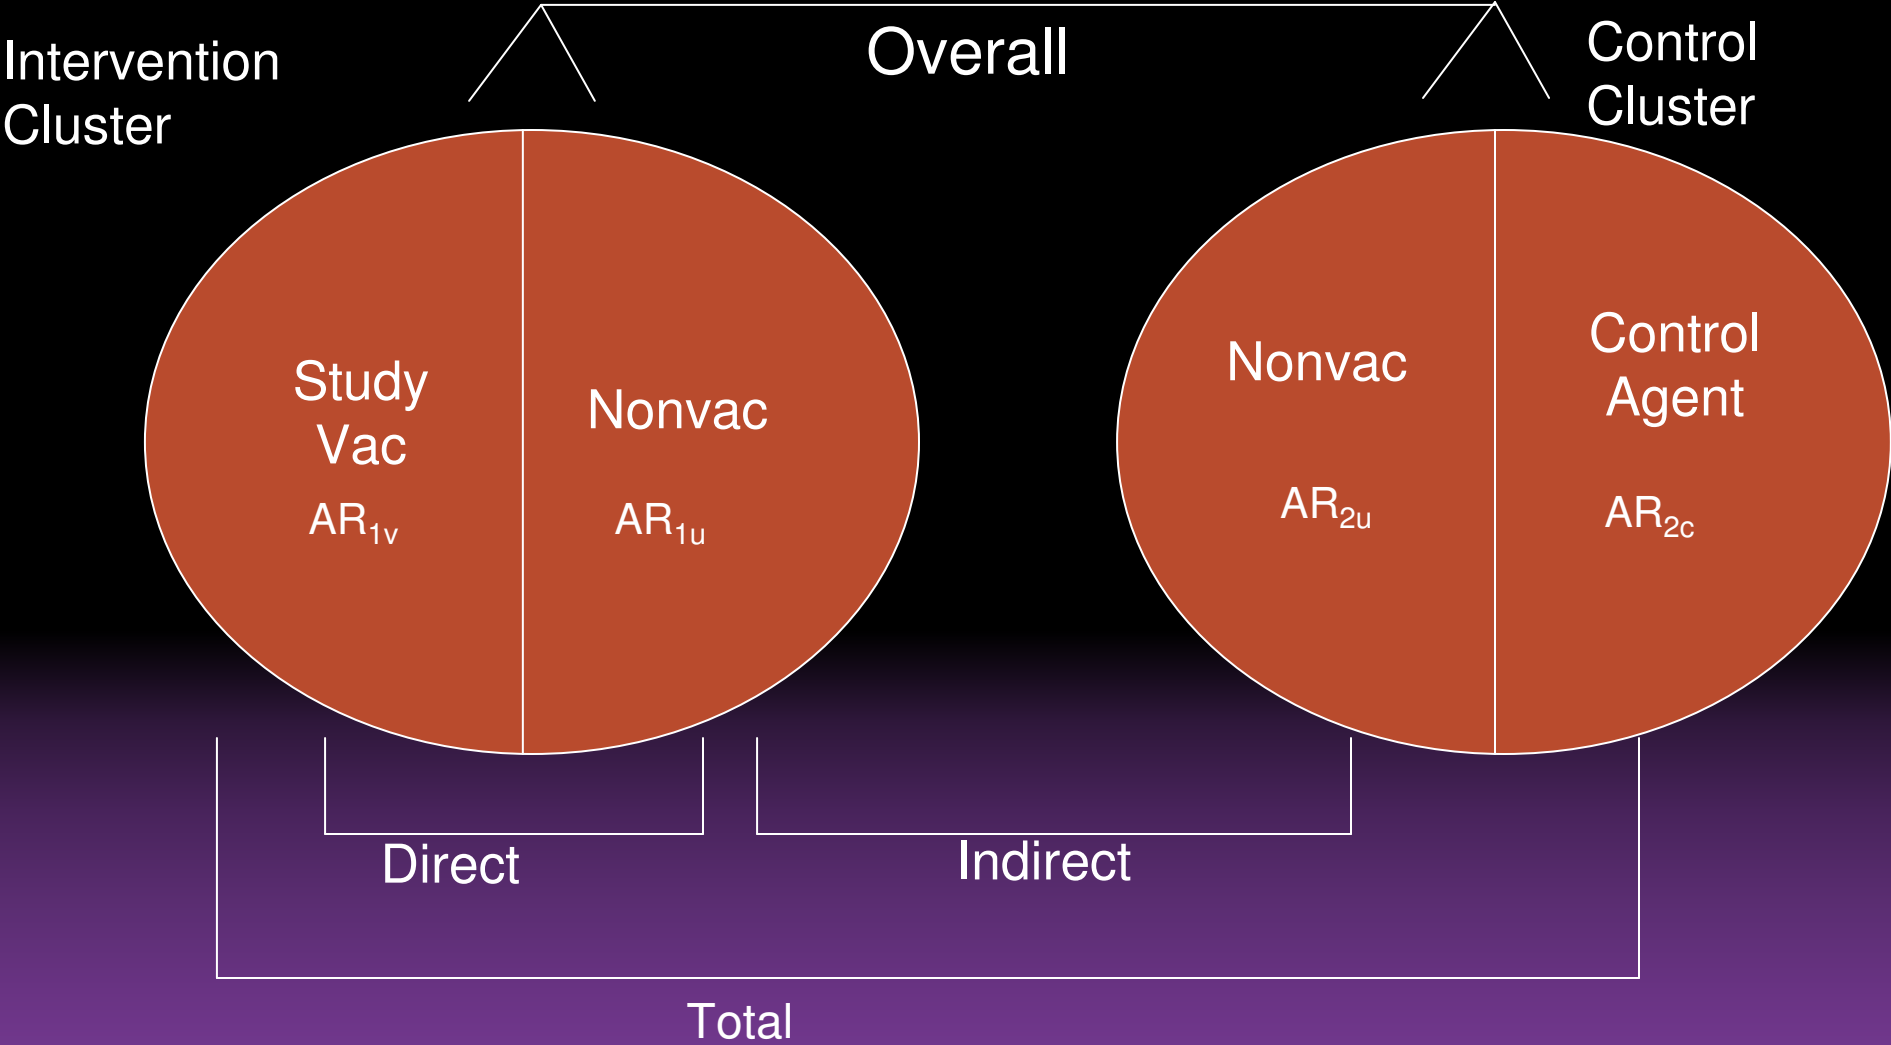 Intervention
Cluster
Overall
Control
Cluster
Study
Vac
AR1v
Nonvac
AR1u
Nonvac
AR2u
Control
Agent
AR2c
Direct
Indirect
Total